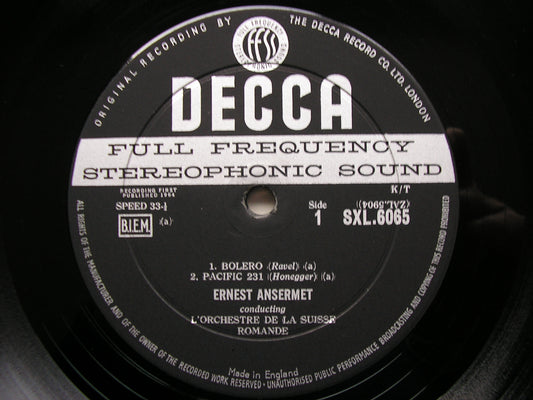 ORIGINAL RECORDING BY
THE DECCA RECORD CO. LTD. LONDON
FULL FREQUENCY
ffss
DECCA
FULL FREQUENCY
STEREOPHONIC SOUND
RECORDING FIRST
PUBLISHED 1964
K/T
SPEED 33⅓
Side
(ZAL.5904)
B.I.E.M.
(a)
1
SXL.6065
1. BOLERO (Ravel) (a)
2. PACIFIC 231 (Honegger) (a)
ERNEST ANSERMET
conducting
L'ORCHESTRE DE LA SUISSE
ROMANDE
Made in England
ALL RIGHTS OF THE MANUFACTURER AND OF THE OWNER OF THE RECORDED WORK RESERVED · UNAUTHORISED PUBLIC PERFORMANCE BROADCASTING AND COPYING OF THIS RECORD PROHIBITED